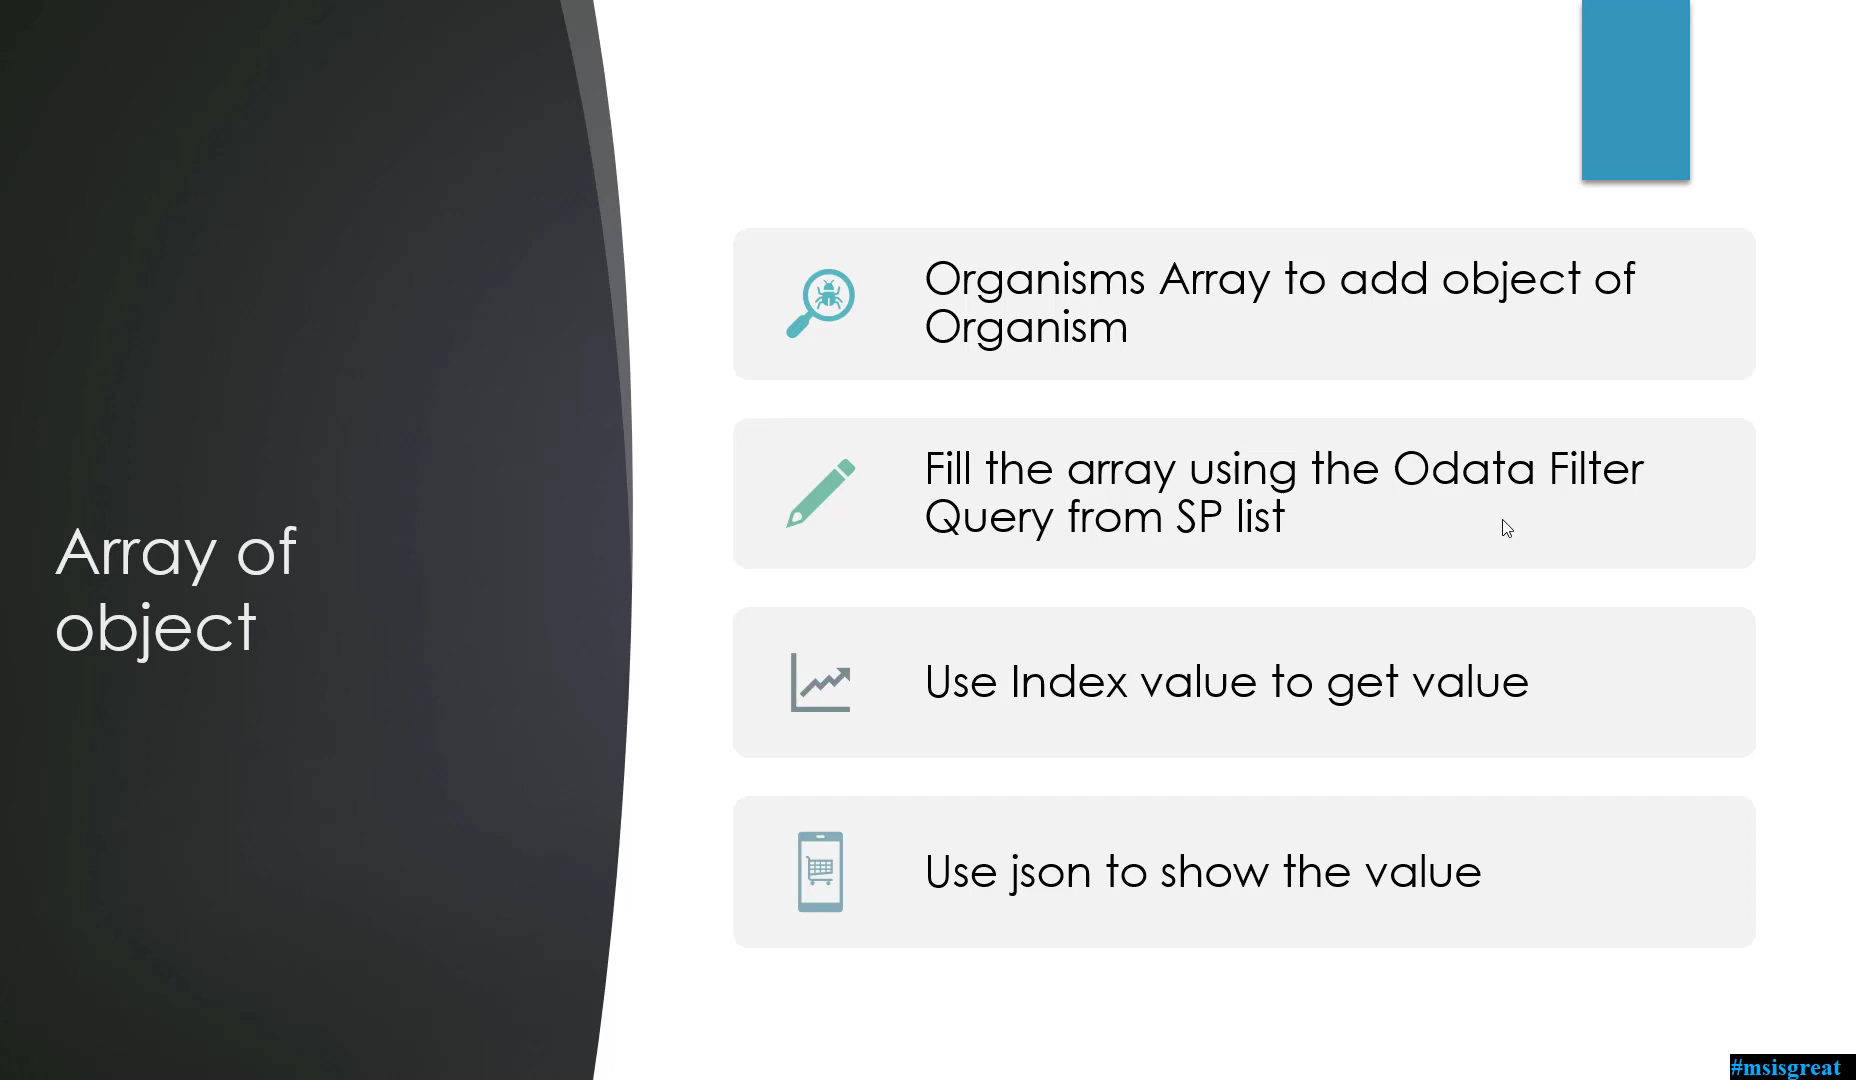 Array of
object
Organisms Array to add object of
Organism
Fill the array using the Odata Filter
Query from SP list
Use Index value to get value
Use json to show the value
#msisgreat